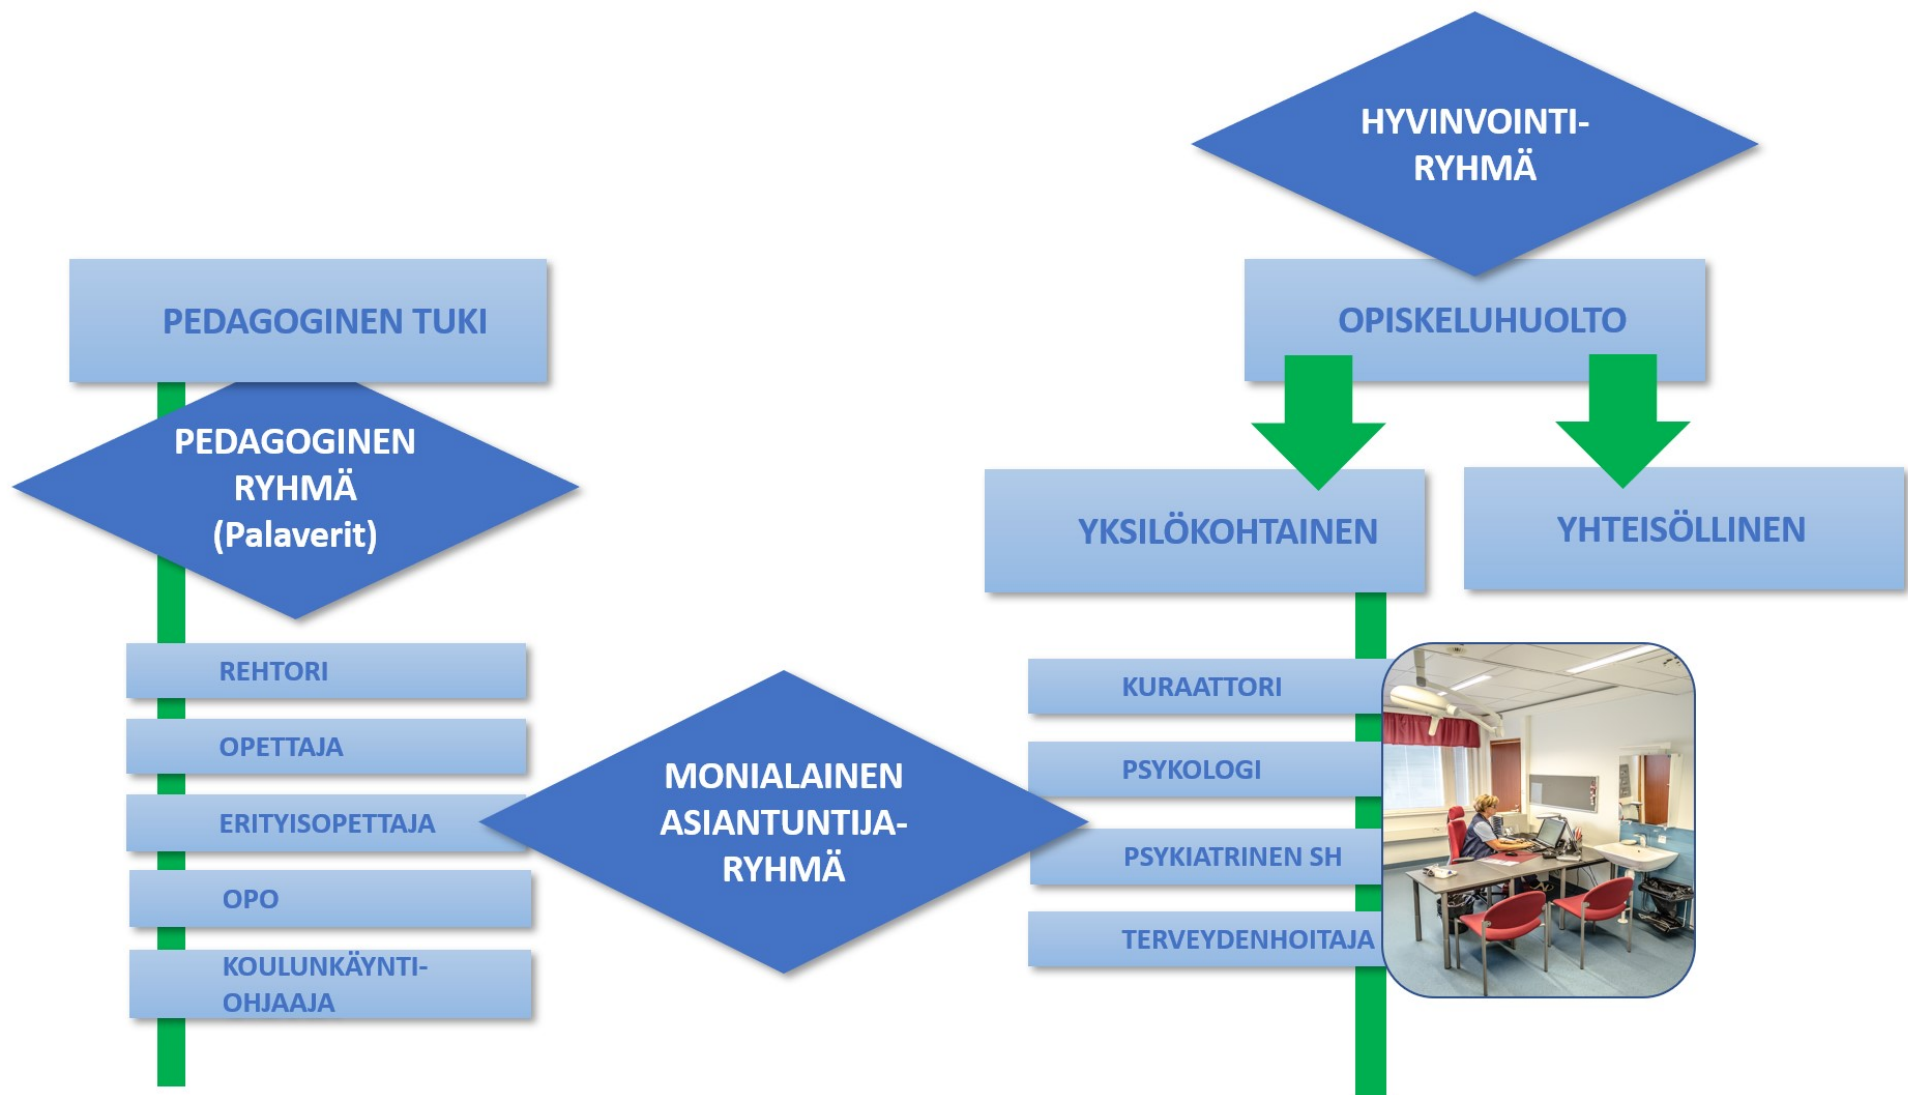 HYVINVOINTI-
RYHMÄ
PEDAGOGINEN TUKI
OPISKELUHUOLTO
PEDAGOGINEN
RYHMÄ
(Palaverit)
YKSILÖKOHTAINEN
YHTEISÖLLINEN
REHTORI
OPETTAJA
ERITYISOPETTAJA
OPO
KOULUNKÄYNTI-
OHJAAJA
MONIALAINEN
ASIANTUNTIJA-
RYHMÄ
KURAATTORI
PSYKOLOGI
PSYKIATRINEN SH
TERVEYDENHOITAJA